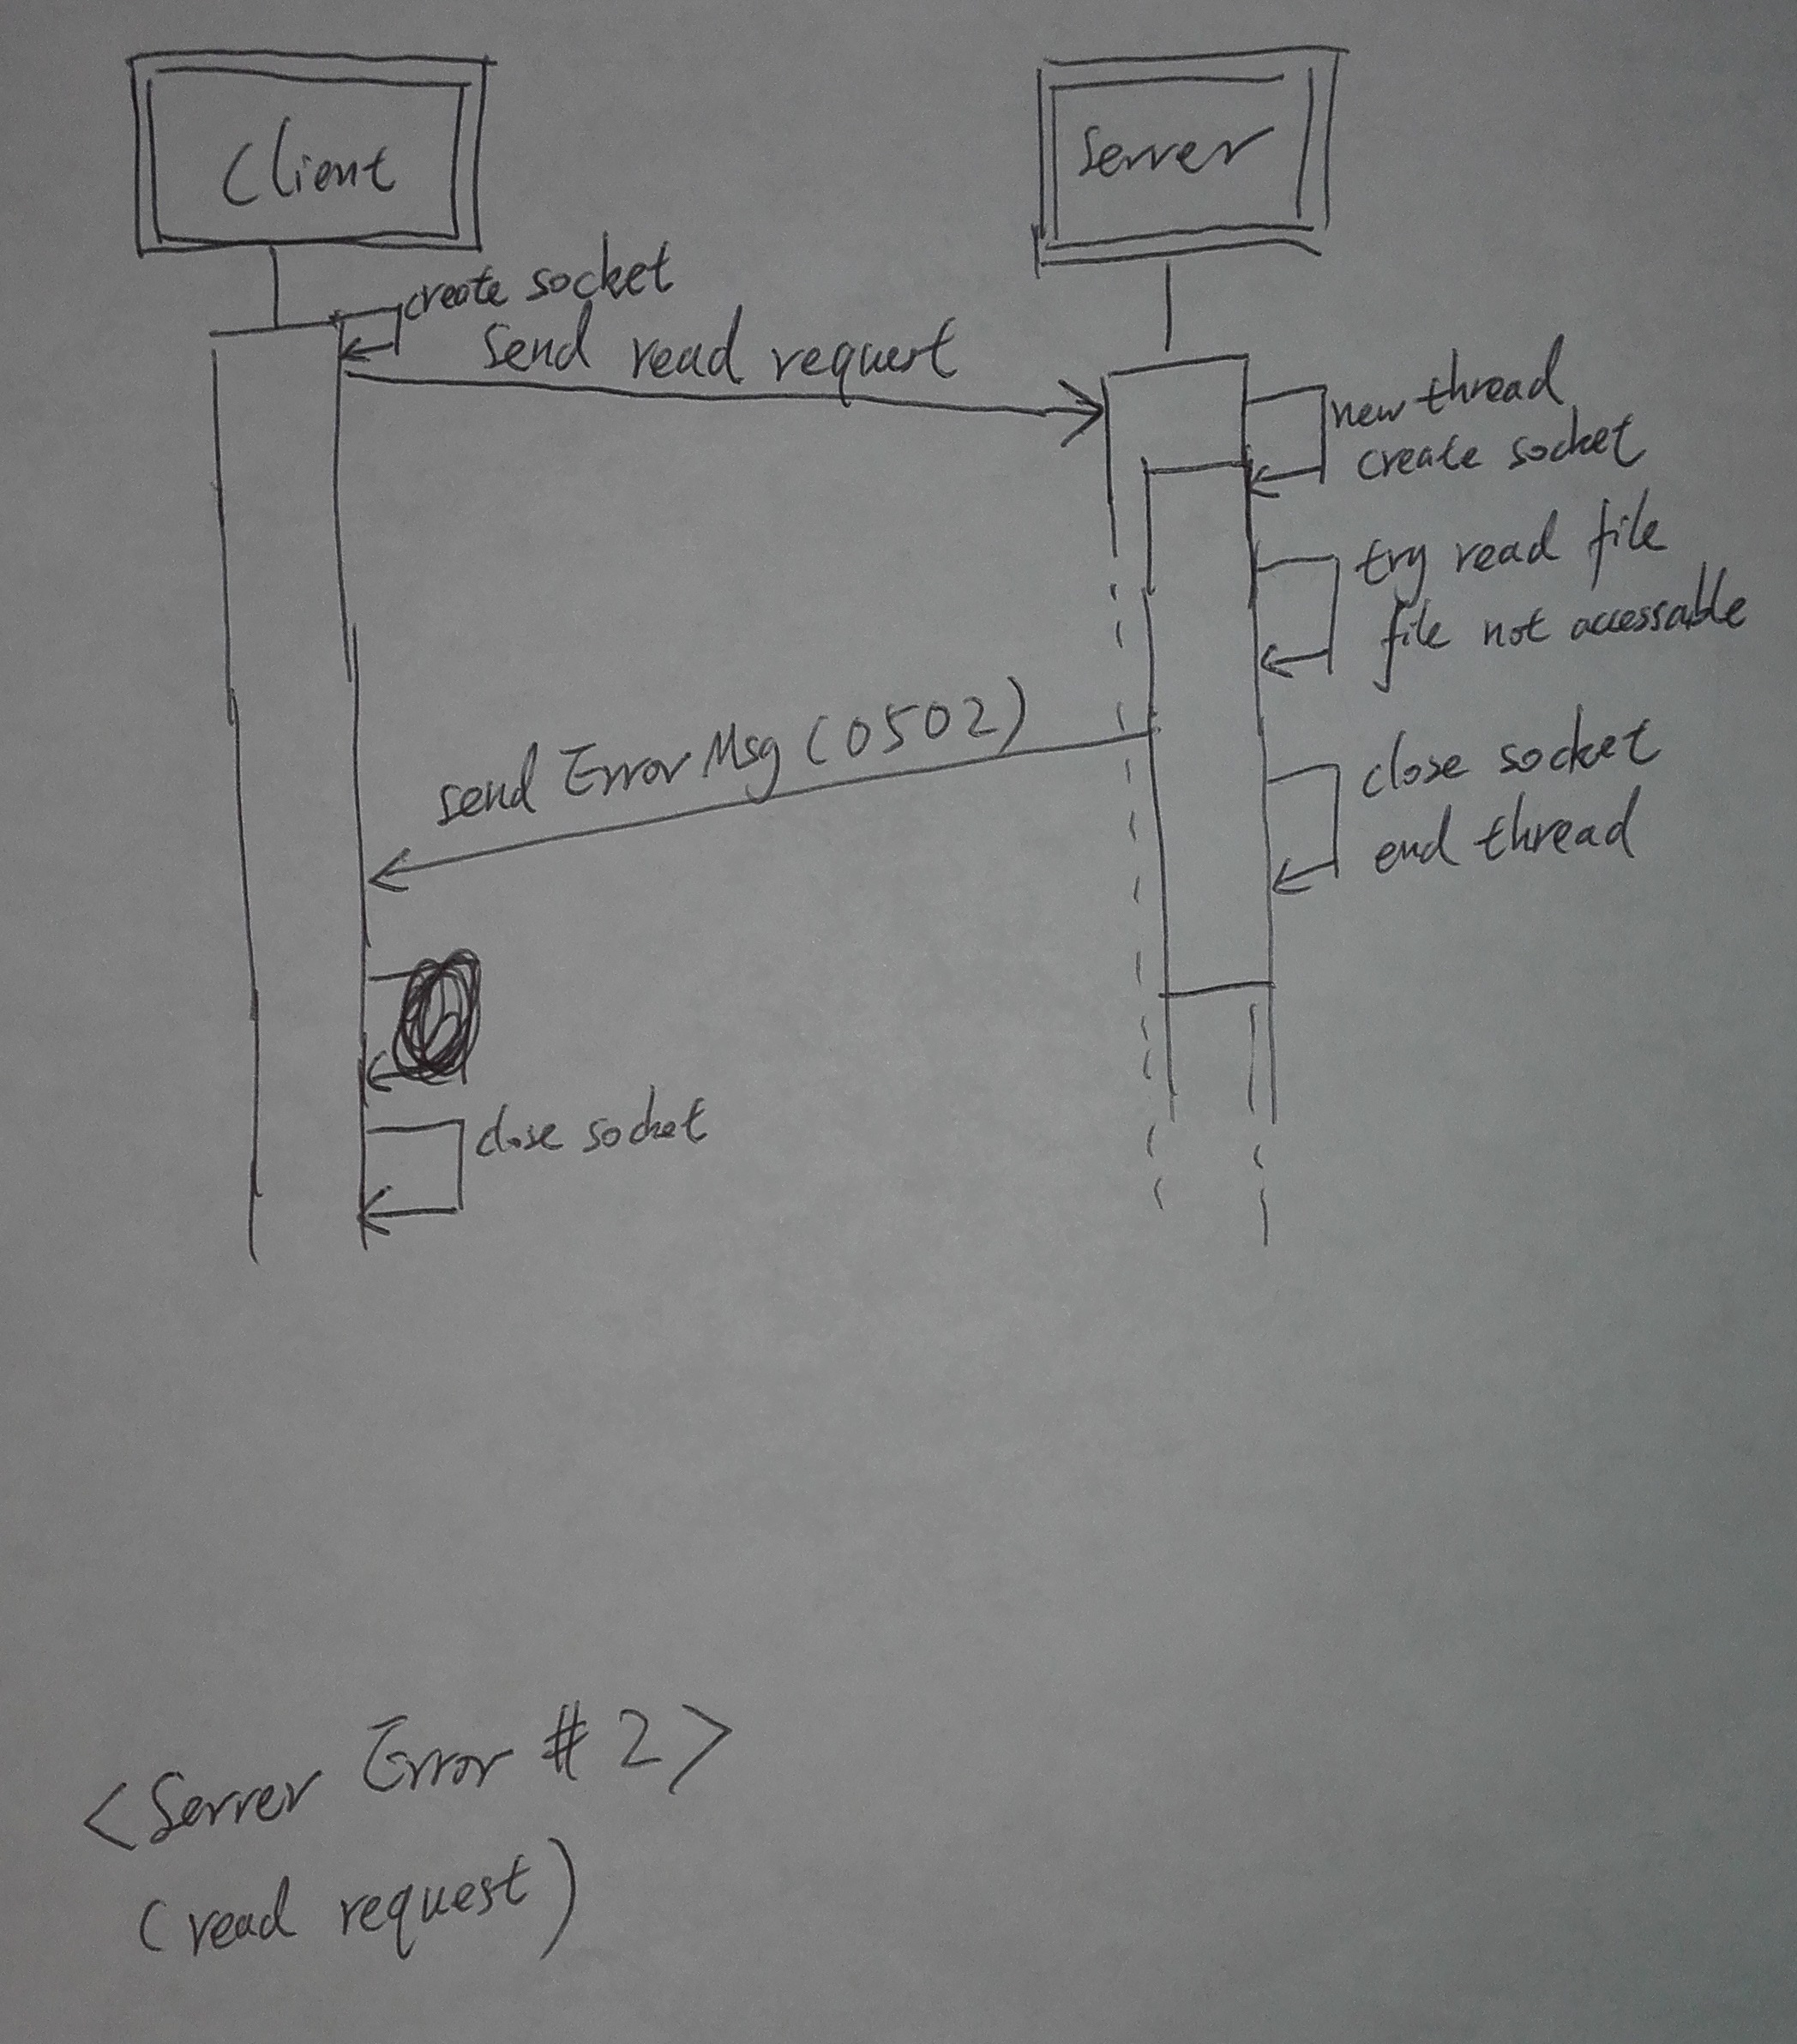 Client
Server
create socket
Send read request
new thread
create socket
try read file
file not accessable
send Error Msg (0502)
close socket
end thread
close socket
<Server Error #2>
(read request)